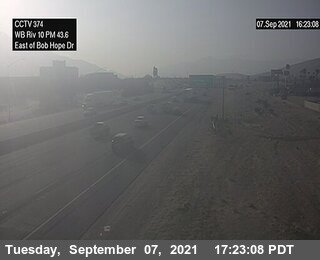 CCTV 374
WB Riv 10 PM 43.6
East of Bob Hope Dr
07.Sep 2021 16:23:08
Tuesday, September 07, 2021 17:23:08 PDT